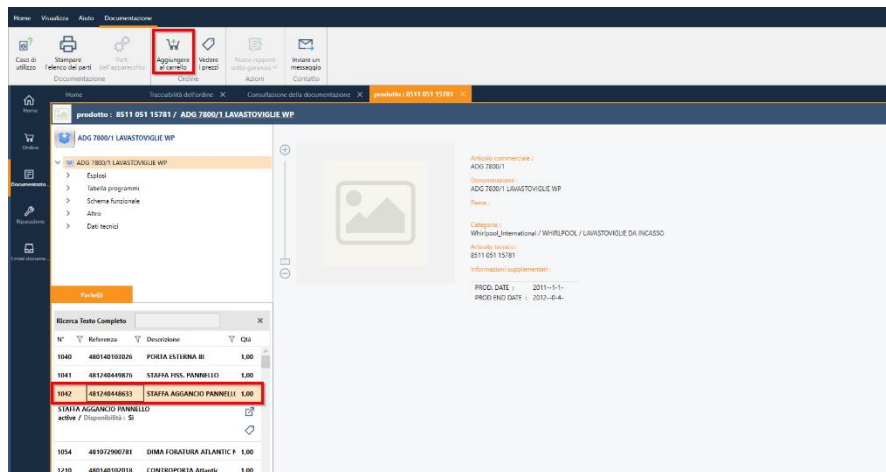 Home Visualizza Aiuto Documentazione
Caso di utilizzo
Stampare l'elenco dei parti
Parti dell'apparecchio
Aggiungere al carrello
Vedere i prezzi
Nuovo rapporti sotto garanzia
Inviare un messaggio
Documentazione Ordine Azioni Contatto
Home Tracciabilità dell'ordine X Consultazione della documentazione X prodotto : 8511 051 15781 X
prodotto : 8511 051 15781 / ADG 7800/1 LAVASTOVIGLIE WP
Home
Ordine
Documentazio...
Riparazione
I miei docume...
ADG 7800/1 LAVASTOVIGLIE WP
ADG 7800/1 LAVASTOVIGLIE WP
Esplosi
Tabella programmi
Schema funzionale
Altro
Dati tecnici
Articolo commerciale :
ADG 7800/1
Denominazione :
ADG 7800/1 LAVASTOVIGLIE WP
Paese :
Categoria :
Whirlpool_International / WHIRLPOOL / LAVASTOVIGLIE DA INCASSO
Articolo tecnico :
8511 051 15781
Informazioni supplementari :
PROD. DATE : 2011--1-1-
PROD END DATE : 2012--0-4-
Parte(i)
Ricerca Testo Completo
N° Referenza Descrizione Qtà
1040 480140103026 PORTA ESTERNA BI 1,00
1041 481240449876 STAFFA FISS. PANNELLO 1,00
1042 481240448633 STAFFA AGGANCIO PANNELL( 1,00
STAFFA AGGANCIO PANNELLO
active / Disponibilità : Sì
1054 481072900781 DIMA FORATURA ATLANTIC 1,00
1210 480140102018 CONTROPORTA Atlantic 1,00